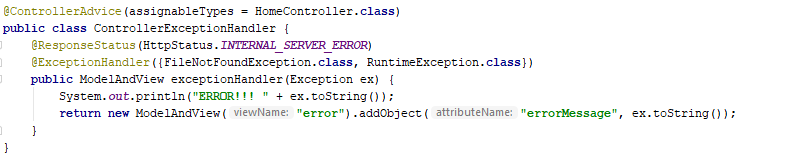 @ControllerAdvice(assignableTypes = HomeController.class)
public class ControllerExceptionHandler {
@ResponseStatus(HttpStatus.INTERNAL_SERVER_ERROR)
@ExceptionHandler({FileNotFoundException.class, RuntimeException.class})
public ModelAndView exceptionHandler(Exception ex) {
System.out.println("ERROR!!! " + ex.toString());
return new ModelAndView( viewName: "error").addObject( attributeName: "errorMessage", ex.toString());
}
}